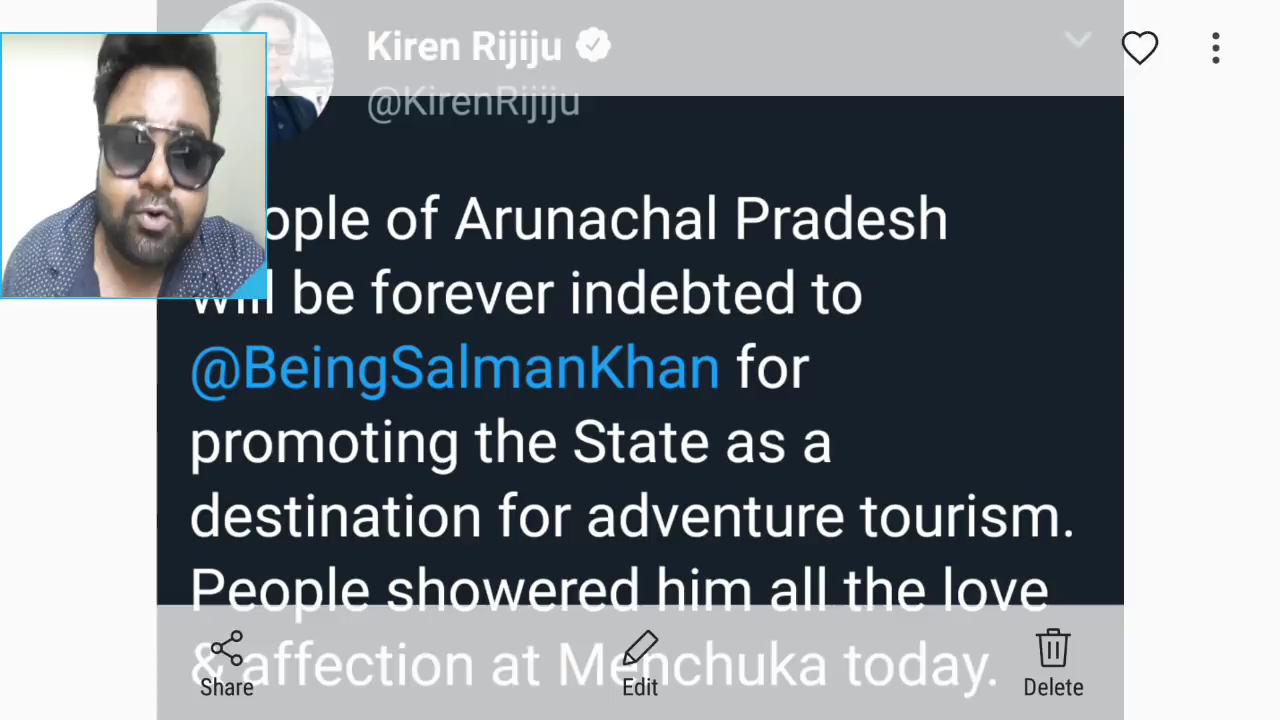 Kiren Rijiju
@KirenRijiju
ople of Arunachal Pradesh
will be forever indebted to
@BeingSalmanKhan for
promoting the State as a
destination for adventure tourism.
People showered him all the love
& affection at Menchuka today.
Share Edit Delete